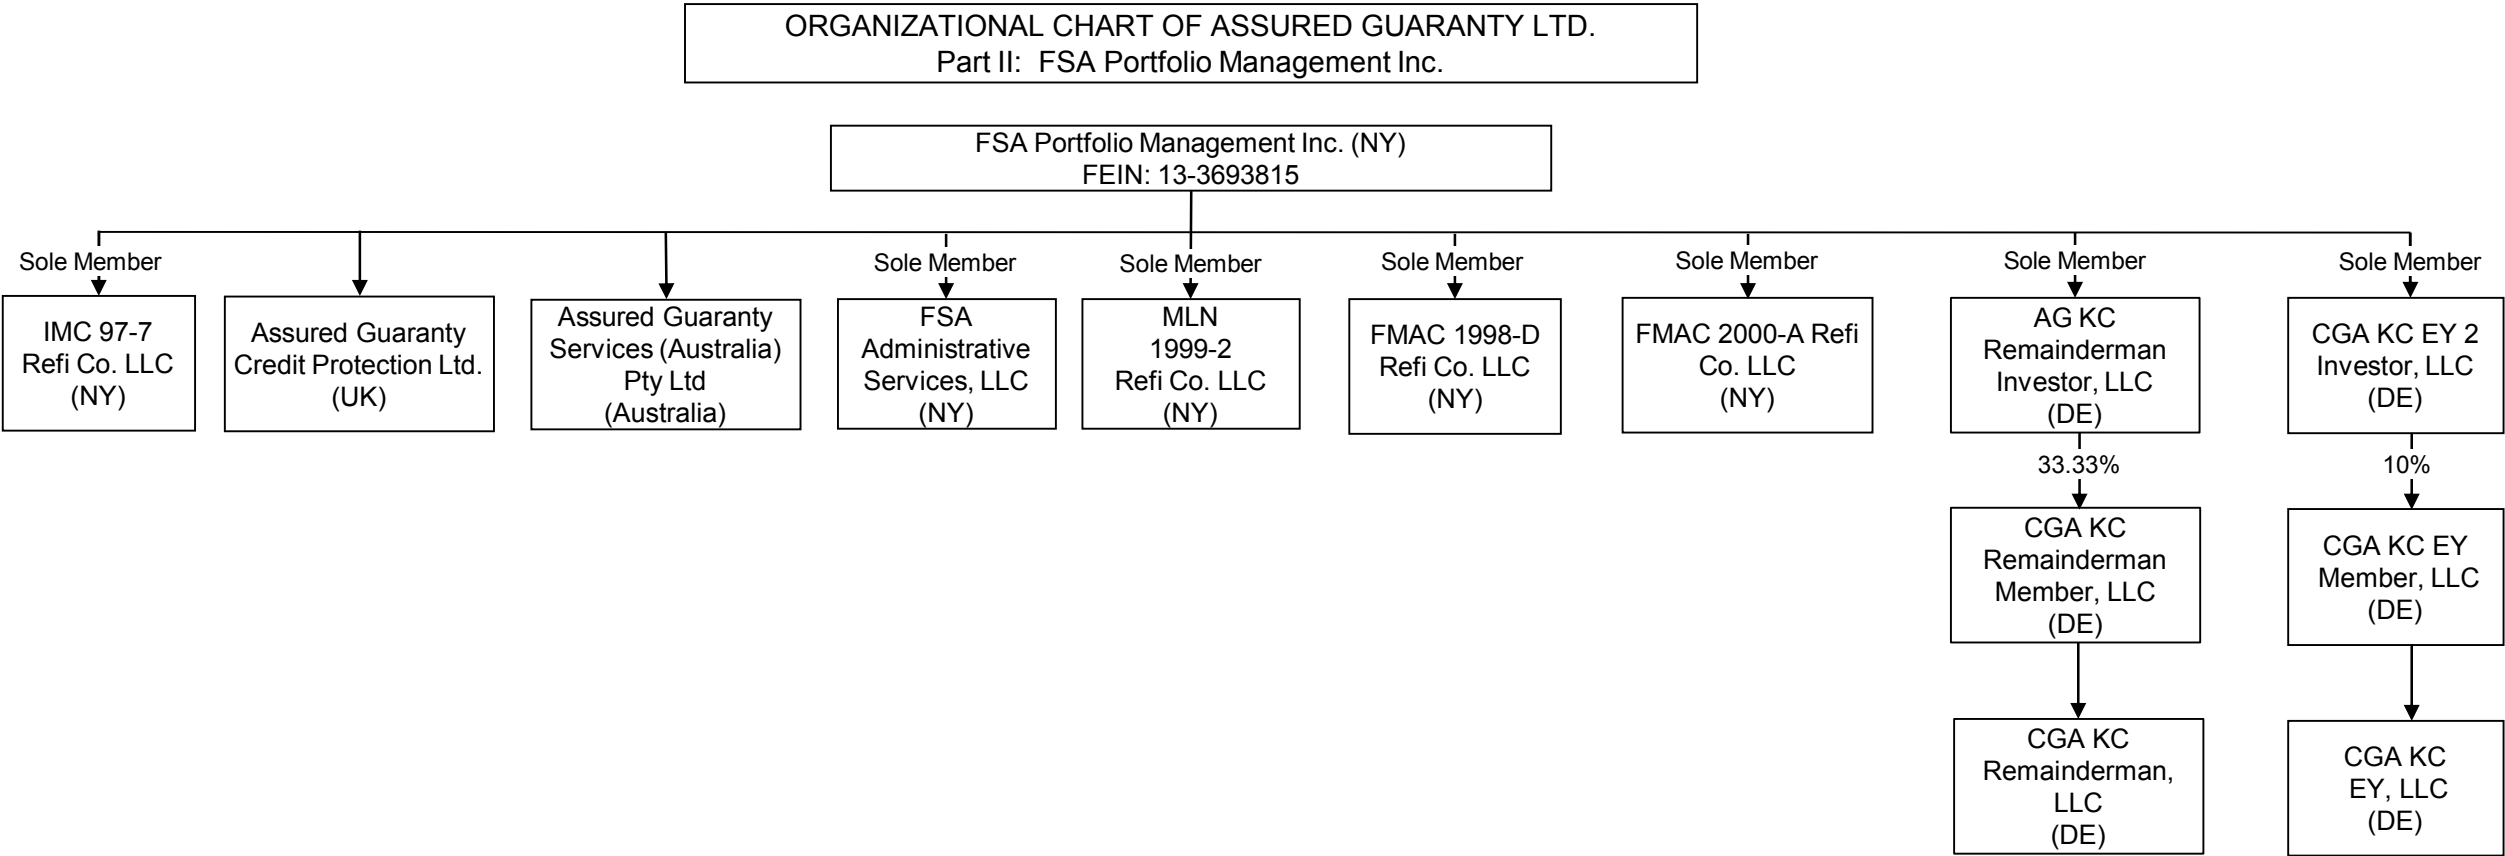 ORGANIZATIONAL CHART OF ASSURED GUARANTY LTD.
Part II: FSA Portfolio Management Inc.
FSA Portfolio Management Inc. (NY)
FEIN: 13-3693815
Sole Member
IMC 97-7
Refi Co. LLC
(NY)
Assured Guaranty
Credit Protection Ltd.
(UK)
Assured Guaranty
Services (Australia)
Pty Ltd
(Australia)
Sole Member
FSA
Administrative
Services, LLC
(NY)
Sole Member
MLN
1999-2
Refi Co. LLC
(NY)
Sole Member
FMAC 1998-D
Refi Co. LLC
(NY)
Sole Member
FMAC 2000-A Refi
Co. LLC
(NY)
Sole Member
AG KC
Remainderman
Investor, LLC
(DE)
33.33%
CGA KC
Remainderman
Member, LLC
(DE)
CGA KC
Remainderman,
LLC
(DE)
Sole Member
CGA KC EY 2
Investor, LLC
(DE)
10%
CGA KC EY
Member, LLC
(DE)
CGA KC
EY, LLC
(DE)